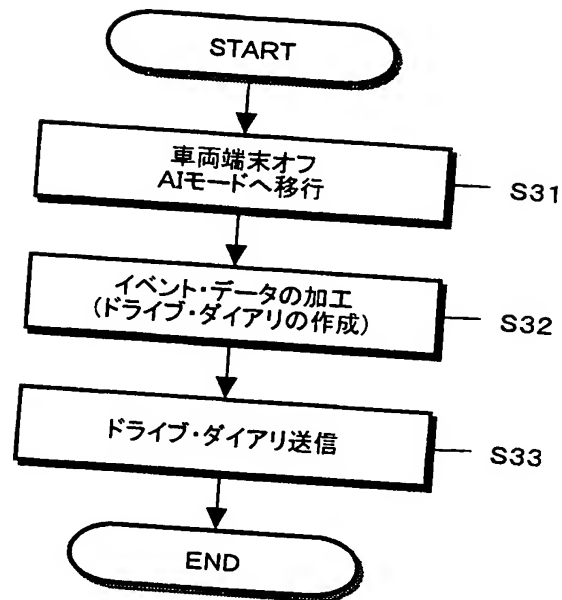 START
車両端末オフ
AIモードへ移行
S31
イベント・データの加工
(ドライブ・ダイアリの作成)
S32
ドライブ・ダイアリ送信
S33
END